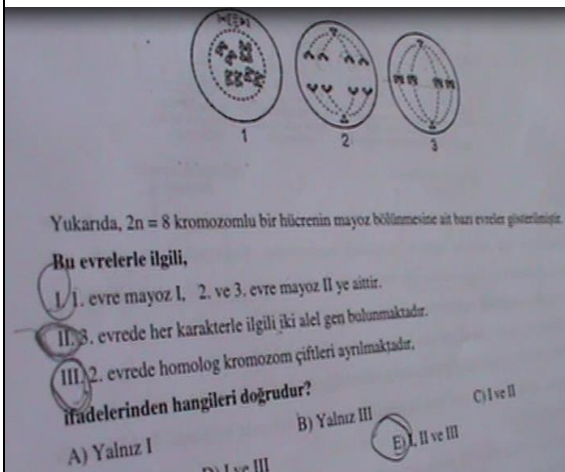 1
2
3
Yukarıda, 2n = 8 kromozomlu bir hücrenin mayoz bölünmesine ait bazı evreler gösterilmiştir.
Bu evrelerle ilgili,
I. 1. evre mayoz I, 2. ve 3. evre mayoz II ye aittir.
II. 3. evrede her karakterle ilgili iki alel gen bulunmaktadır.
III. 2. evrede homolog kromozom çiftleri ayrılmaktadır.
ifadelerinden hangileri doğrudur?
A) Yalnız I
B) Yalnız III
C) I ve II
D) I ve III
E) I, II ve III